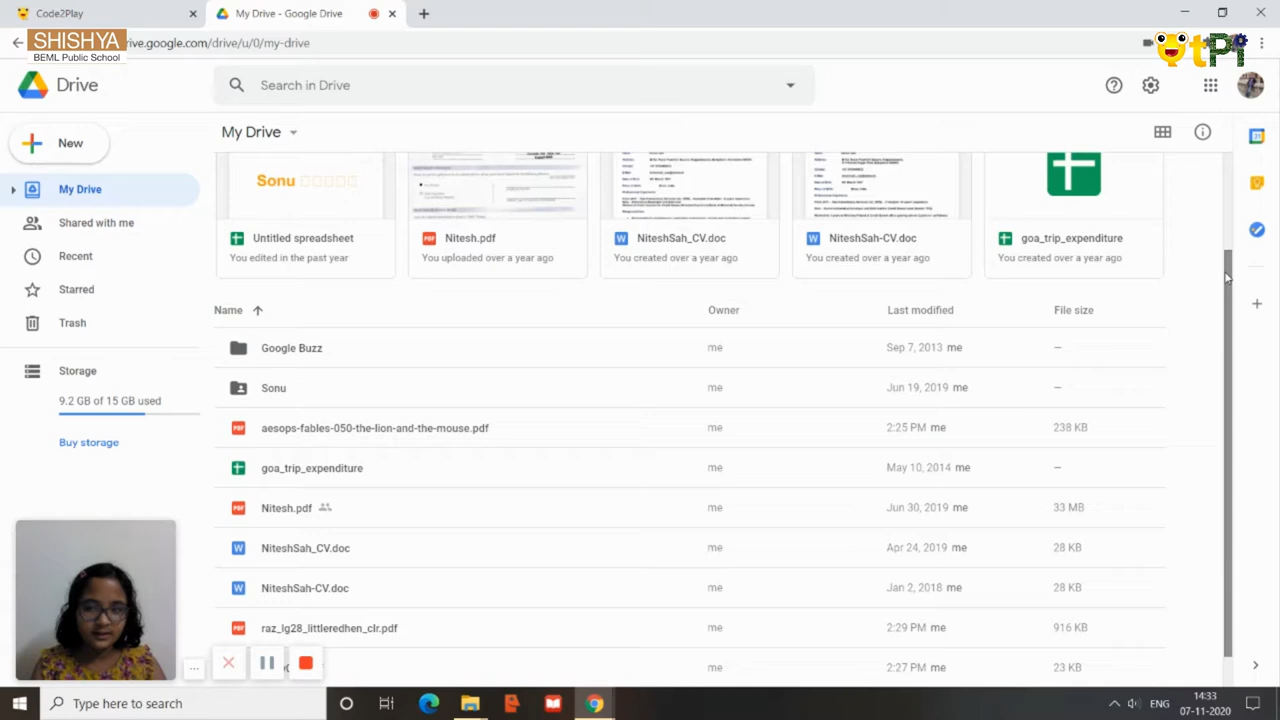 Code2Play
My Drive - Google Drive
SHISHYA
BEML Public School
ive.google.com/drive/u/0/my-drive
QtPi
Drive
Search in Drive
New
My Drive
My Drive
Shared with me
Recent
Starred
Trash
Storage
9.2 GB of 15 GB used
Buy storage
Sonu
Untitled spreadsheet
You edited in the past year
Nitesh.pdf
You uploaded over a year ago
NiteshSah_CV.doc
You created over a year ago
NiteshSah-CV.doc
You created over a year ago
goa_trip_expenditure
You created over a year ago
Name Owner Last modified File size
Google Buzz me Sep 7, 2013 me –
Sonu me Jun 19, 2019 me –
aesops-fables-050-the-lion-and-the-mouse.pdf me 2:25 PM me 238 KB
goa_trip_expenditure me May 10, 2014 me –
Nitesh.pdf me Jun 30, 2019 me 33 MB
NiteshSah_CV.doc me Apr 24, 2019 me 28 KB
NiteshSah-CV.doc me Jan 2, 2018 me 28 KB
raz_lg28_littleredhen_clr.pdf me 2:29 PM me 916 KB
me 2:27 PM me 23 KB
Type here to search
ENG
14:33
07-11-2020